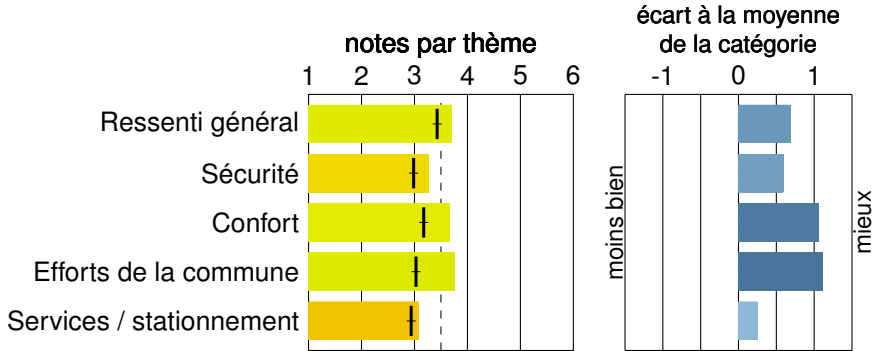 notes par thème
1 2 3 4 5 6
écart à la moyenne
de la catégorie
-1 0 1
Ressenti général
Sécurité
Confort
Efforts de la commune
Services / stationnement
moins bien
mieux